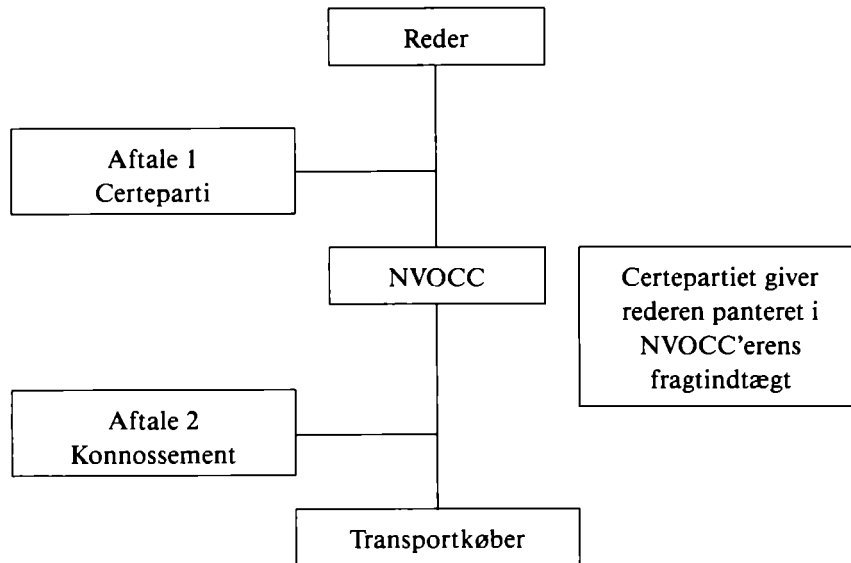 Reder
Aftale 1
Certeparti
NVOCC
Certepartiet giver
rederen panteret i
NVOCC'erens
fragtindtægt
Aftale 2
Konnossement
Transportkøber